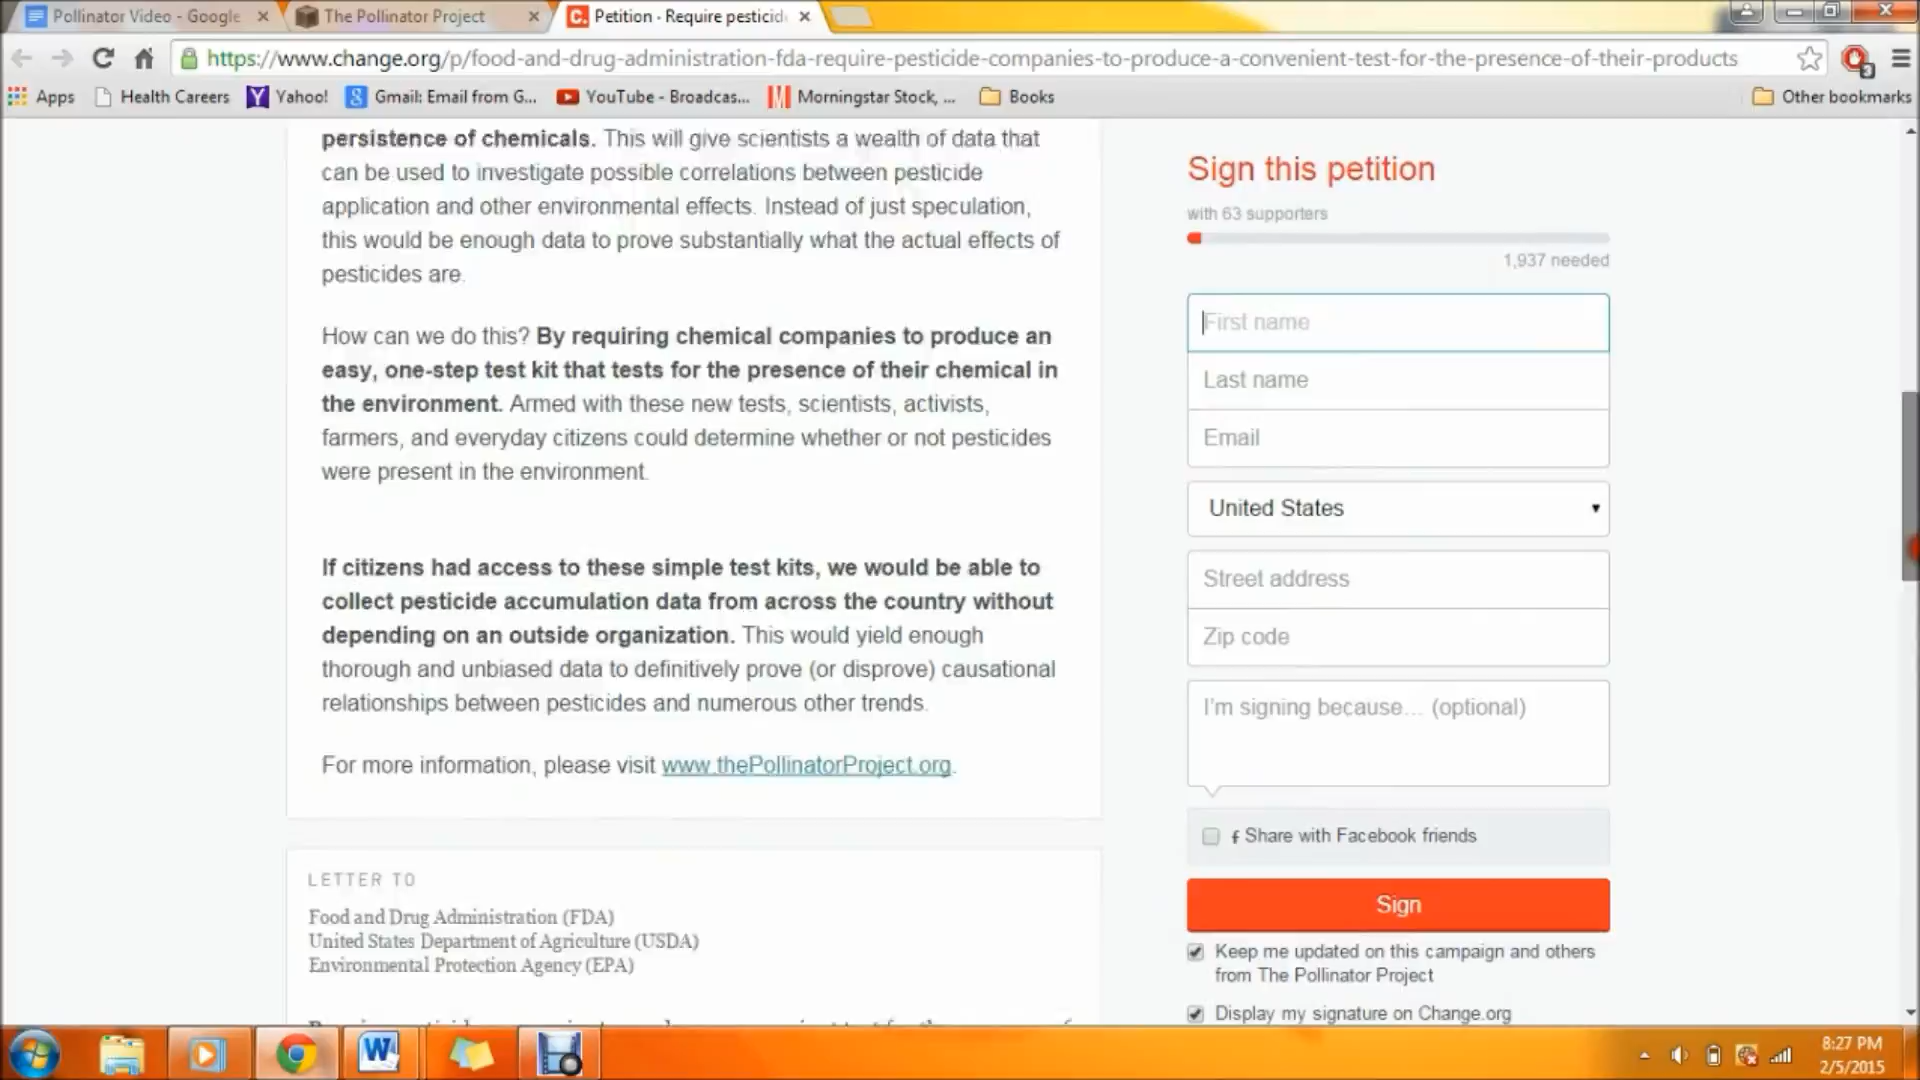 Pollinator Video - Google
The Pollinator Project
Petition · Require pesticid
https://www.change.org/p/food-and-drug-administration-fda-require-pesticide-companies-to-produce-a-convenient-test-for-the-presence-of-their-products
Apps
Health Careers
Yahoo!
Gmail: Email from G...
YouTube - Broadcas...
Morningstar Stock, ...
Books
Other bookmarks
persistence of chemicals. This will give scientists a wealth of data that
can be used to investigate possible correlations between pesticide
application and other environmental effects. Instead of just speculation,
this would be enough data to prove substantially what the actual effects of
pesticides are.
How can we do this? By requiring chemical companies to produce an
easy, one-step test kit that tests for the presence of their chemical in
the environment. Armed with these new tests, scientists, activists,
farmers, and everyday citizens could determine whether or not pesticides
were present in the environment.
If citizens had access to these simple test kits, we would be able to
collect pesticide accumulation data from across the country without
depending on an outside organization. This would yield enough
thorough and unbiased data to definitively prove (or disprove) causational
relationships between pesticides and numerous other trends.
For more information, please visit www.thePollinatorProject.org.
LETTER TO
Food and Drug Administration (FDA)
United States Department of Agriculture (USDA)
Environmental Protection Agency (EPA)
Sign this petition
with 63 supporters
1,937 needed
First name
Last name
Email
United States
Street address
Zip code
I'm signing because... (optional)
f Share with Facebook friends
Sign
Keep me updated on this campaign and others
from The Pollinator Project
Display my signature on Change.org
8:27 PM
2/5/2015